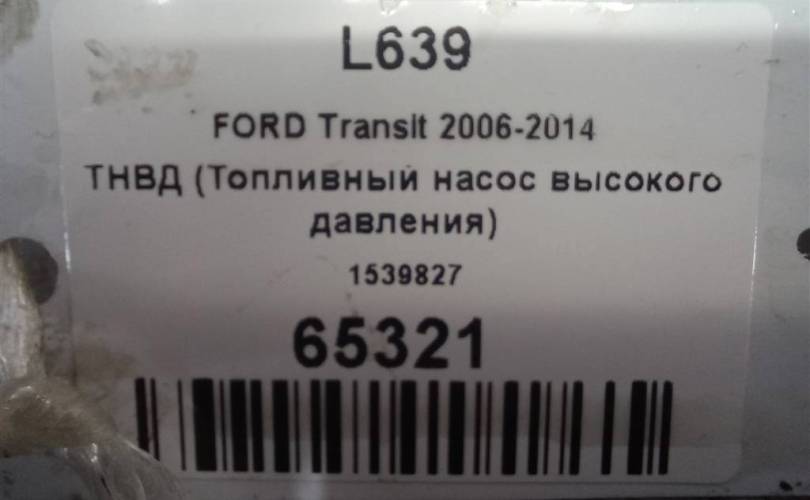 L639
FORD Transit 2006-2014
ТНВД (Топливный насос высокого
давления)
1539827
65321